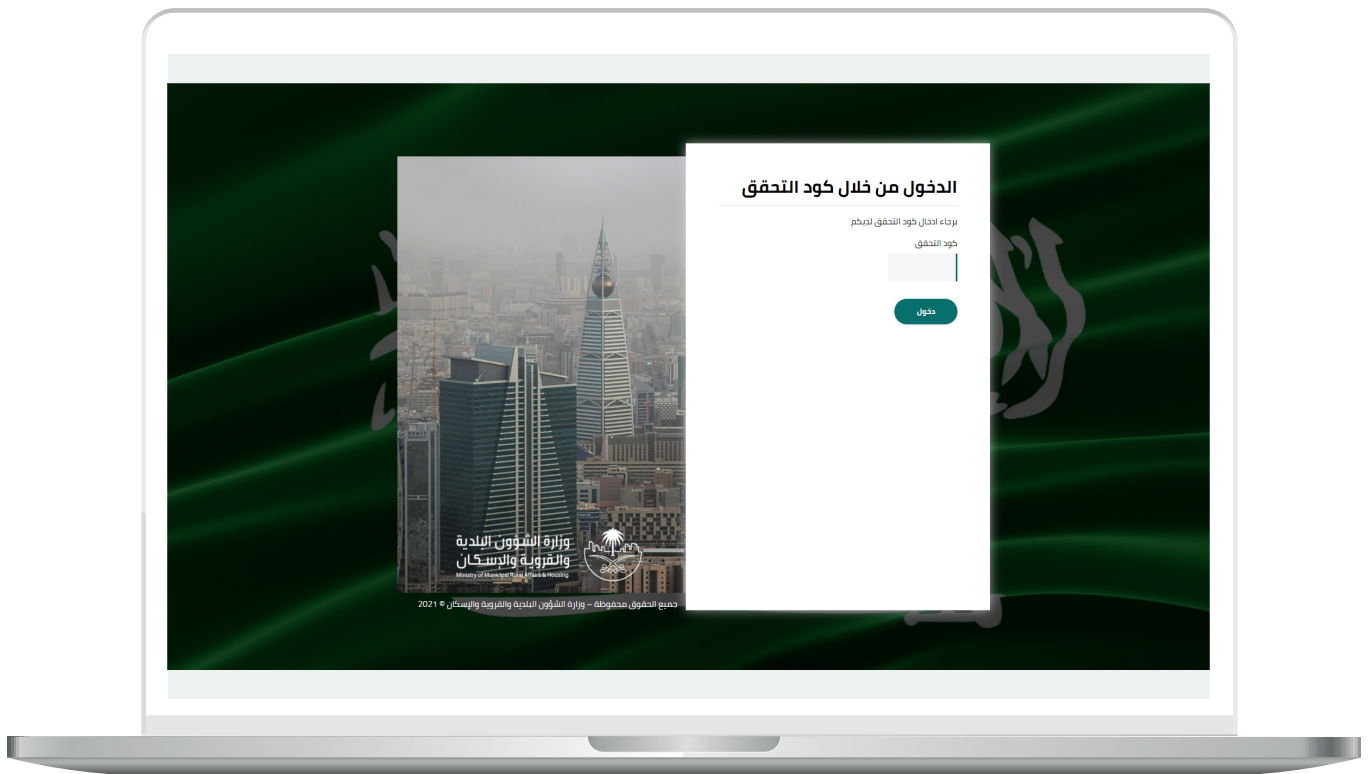 الدخول من خلال كود التحقق
برجاء ادخال كود التحقق لديكم
كود التحقق
دخول
وزارة الشؤون البلدية
والقروية والإسكان
Ministry of Municipal Rural Affairs & Housing
جميع الحقوق محفوظة – وزارة الشؤون البلدية والقروية والإسكان © 2021